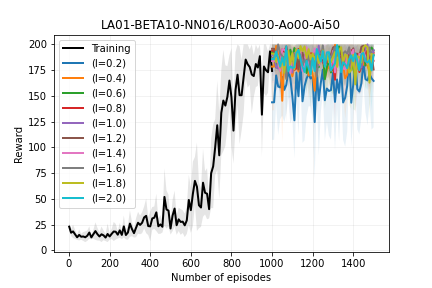 LA01-BETA10-NN016/LR0030-Ao00-Ai50
Reward
200
175
150
125
100
75
50
25
0
Training
(l=0.2)
(l=0.4)
(l=0.6)
(l=0.8)
(l=1.0)
(l=1.2)
(l=1.4)
(l=1.6)
(l=1.8)
(l=2.0)
0 200 400 600 800 1000 1200 1400
Number of episodes